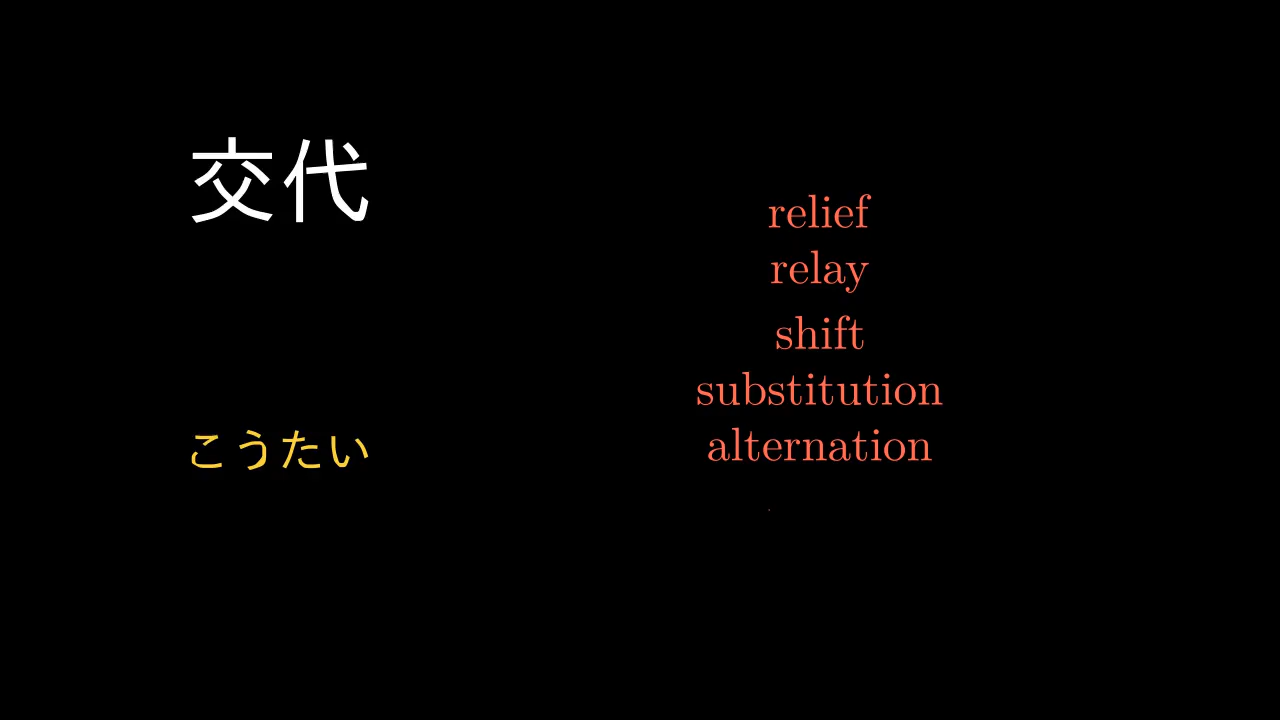 交代
こうたい
relief
relay
shift
substitution
alternation